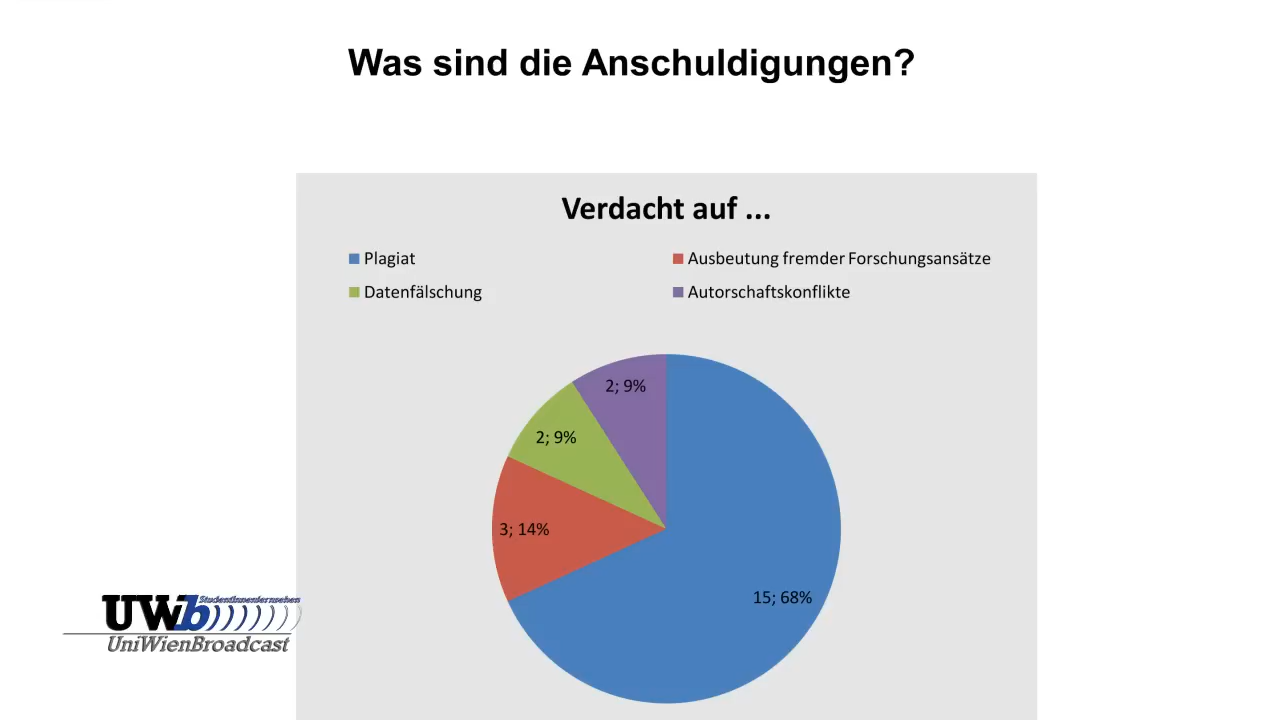 Was sind die Anschuldigungen?
Verdacht auf ...
Plagiat
Ausbeutung fremder Forschungsansätze
Datenfälschung
Autorschaftskonflikte
2; 9%
2; 9%
3; 14%
15; 68%
StudentInnenfernsehen
UWb
UniWienBroadcast